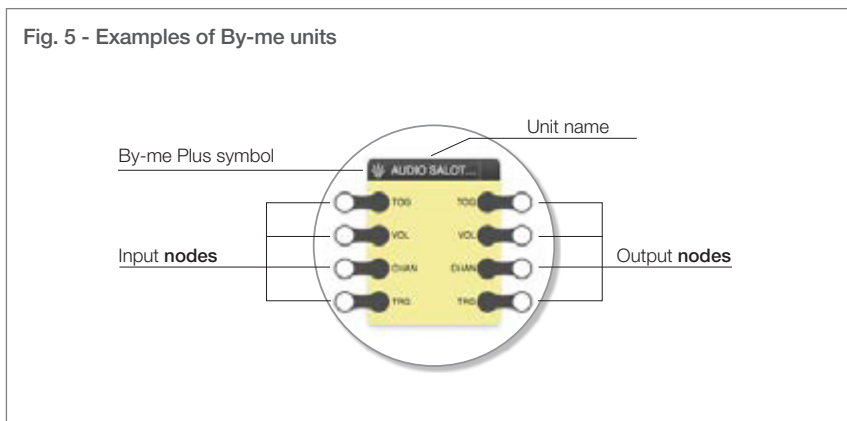 Fig. 5 - Examples of By-me units
Unit name
By-me Plus symbol
AUDIO SALOT...
TOG TOG
VOL VOL
Input nodes CHAN CHAN Output nodes
TRG TRG